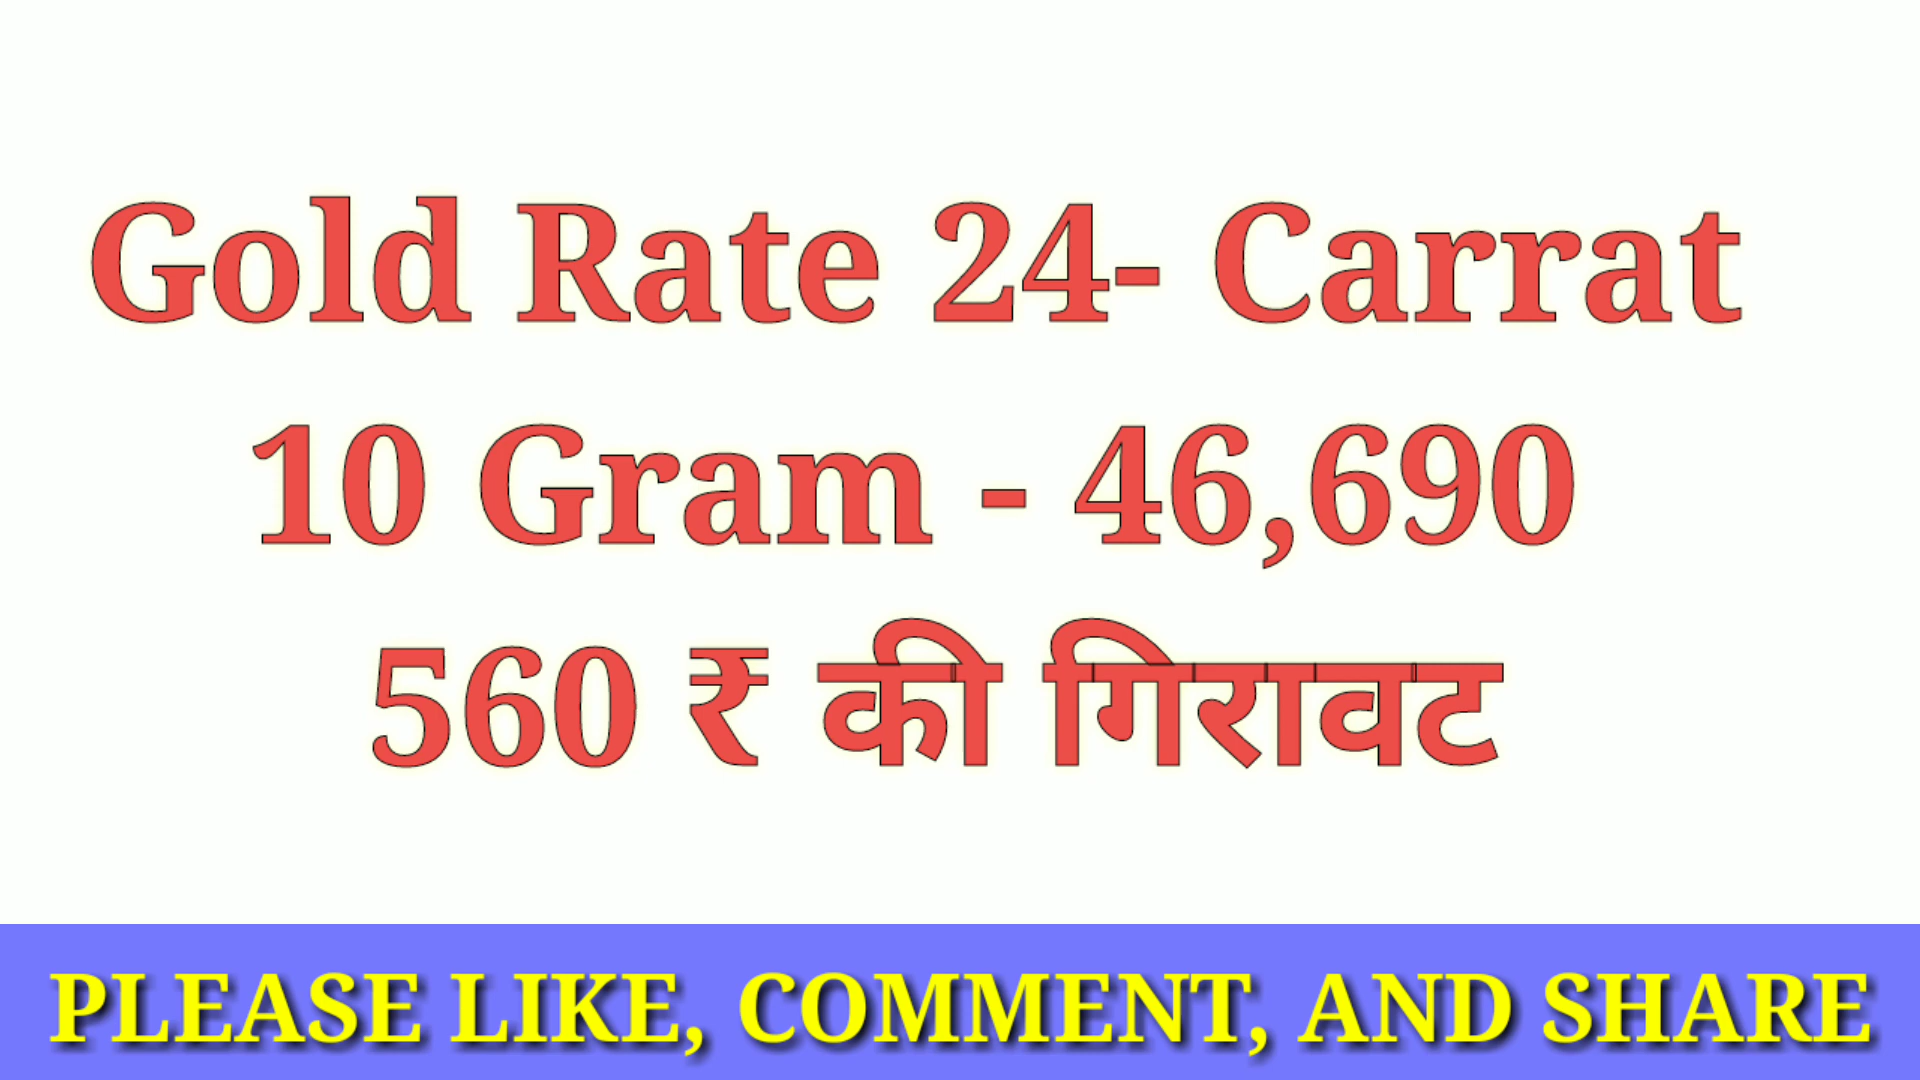 Gold Rate 24- Carrat
10 Gram - 46,690
560 ₹ की गिरावट
PLEASE LIKE, COMMENT, AND SHARE